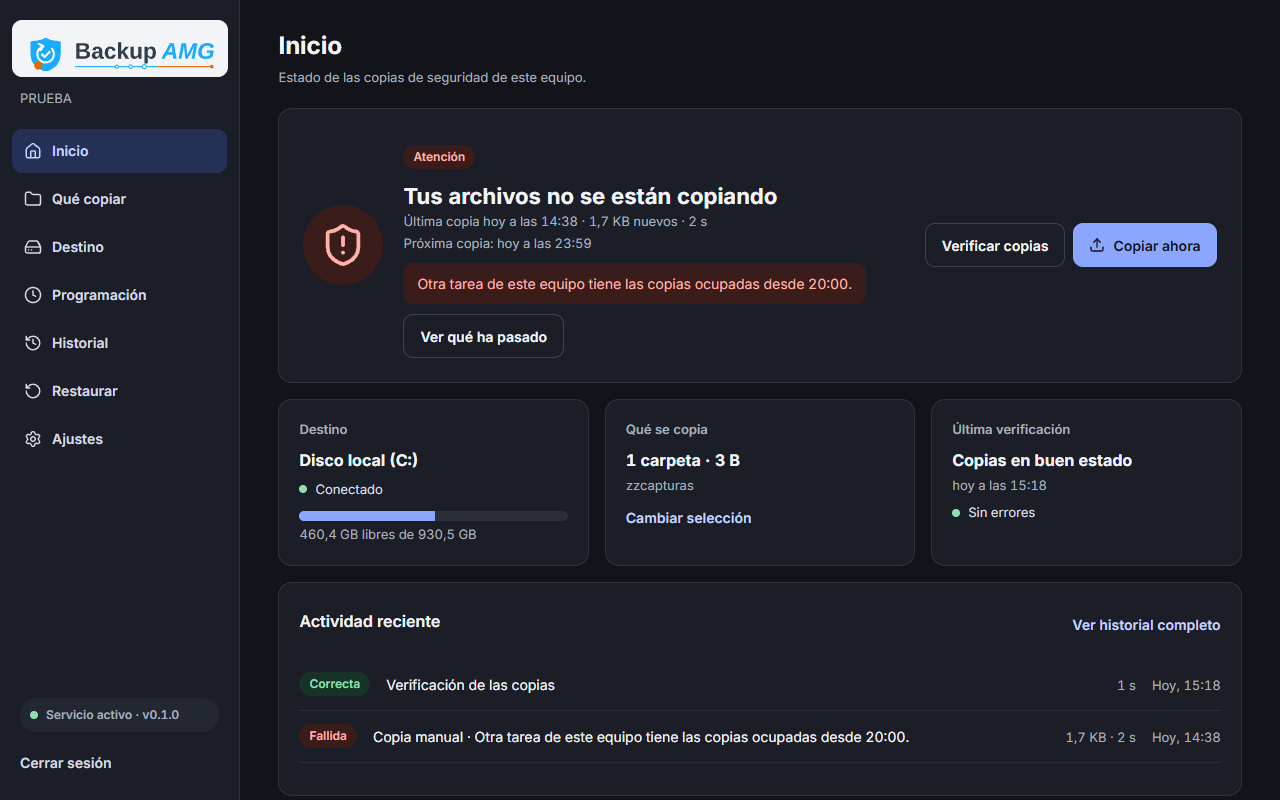 Backup AMG
PRUEBA
Inicio
Qué copiar
Destino
Programación
Historial
Restaurar
Ajustes
Servicio activo · v0.1.0
Cerrar sesión
Inicio
Estado de las copias de seguridad de este equipo.
Atención
Tus archivos no se están copiando
Última copia hoy a las 14:38 · 1,7 KB nuevos · 2 s
Próxima copia: hoy a las 23:59
Otra tarea de este equipo tiene las copias ocupadas desde 20:00.
Ver qué ha pasado
Verificar copias
Copiar ahora
Destino
Disco local (C:)
Conectado
460,4 GB libres de 930,5 GB
Qué se copia
1 carpeta · 3 B
zzcapturas
Cambiar selección
Última verificación
Copias en buen estado
hoy a las 15:18
Sin errores
Actividad reciente
Ver historial completo
Correcta Verificación de las copias 1 s Hoy, 15:18
Fallida Copia manual · Otra tarea de este equipo tiene las copias ocupadas desde 20:00. 1,7 KB · 2 s Hoy, 14:38